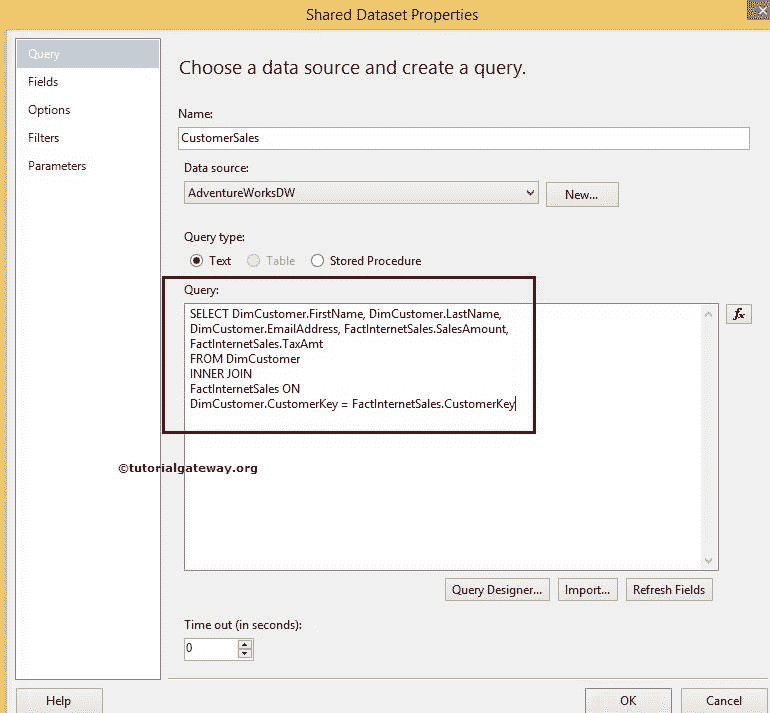 Shared Dataset Properties
Query
Fields
Options
Filters
Parameters
Choose a data source and create a query.
Name:
CustomerSales
Data source:
AdventureWorksDW
New...
Query type:
Text
Table
Stored Procedure
Query:
SELECT DimCustomer.FirstName, DimCustomer.LastName,
DimCustomer.EmailAddress, FactInternetSales.SalesAmount,
FactInternetSales.TaxAmt
FROM DimCustomer
INNER JOIN
FactInternetSales ON
DimCustomer.CustomerKey = FactInternetSales.CustomerKey
fx
©tutorialgateway.org
Query Designer...
Import...
Refresh Fields
Time out (in seconds):
0
Help
OK
Cancel